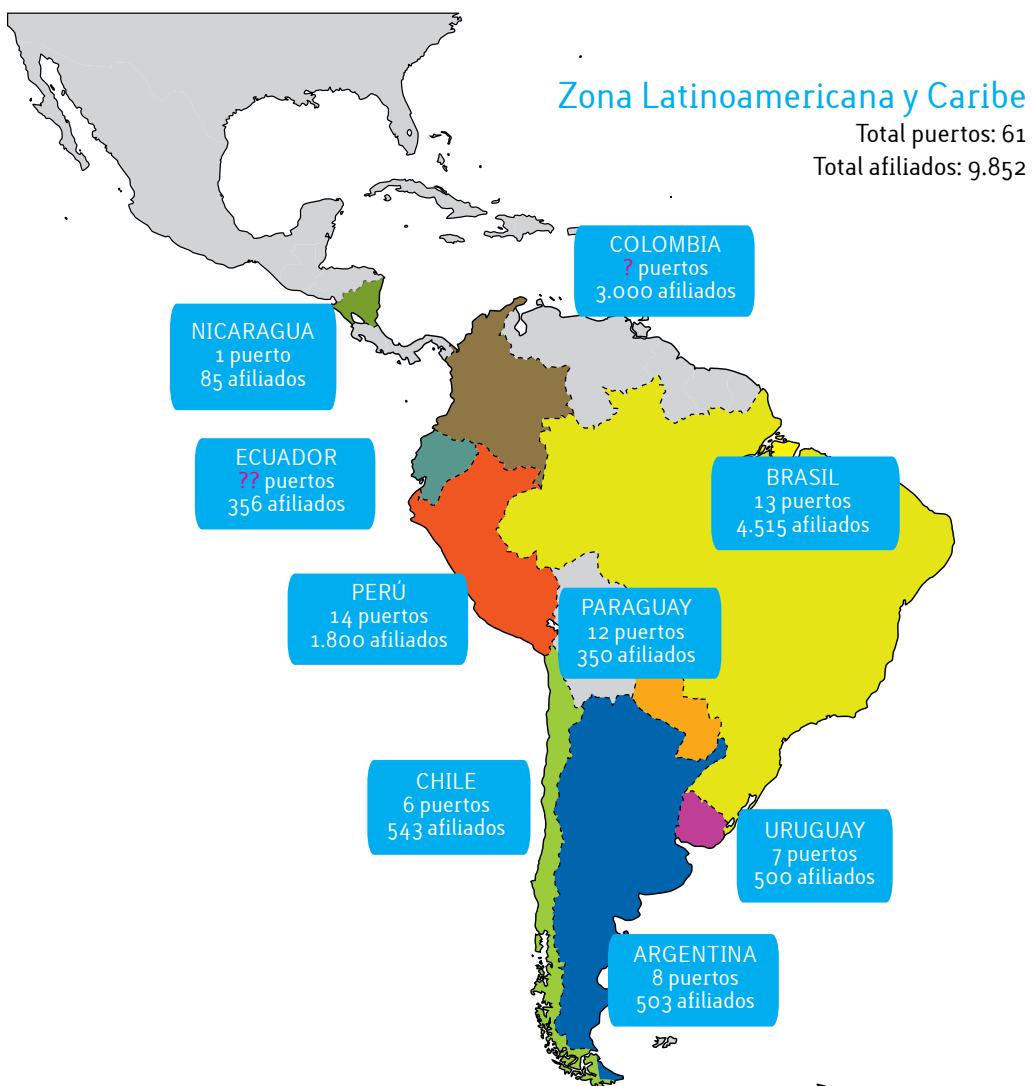 Zona Latinoamericana y Caribe
Total puertos: 61
Total afiliados: 9.852
COLOMBIA
? puertos
3.000 afiliados
NICARAGUA
1 puerto
85 afiliados
ECUADOR
?? puertos
356 afiliados
BRASIL
13 puertos
4.515 afiliados
PERÚ
14 puertos
1.800 afiliados
PARAGUAY
12 puertos
350 afiliados
CHILE
6 puertos
543 afiliados
URUGUAY
7 puertos
500 afiliados
ARGENTINA
8 puertos
503 afiliados